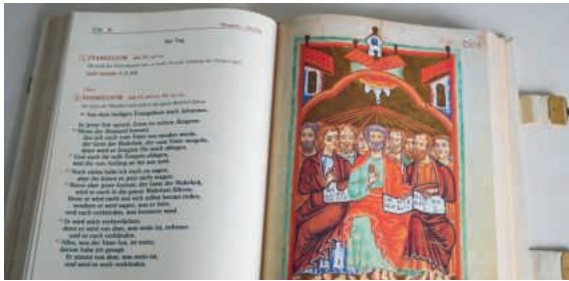 Am Tag
EVANGELIUM
EVANGELIUM
Aus dem heiligen Evangelium nach Johannes.
In jener Zeit sprach Jesus zu seinen Jüngern:
Wenn der Beistand kommt,
den ich euch vom Vater aus senden werde,
der Geist der Wahrheit, der vom Vater ausgeht,
dann wird er Zeugnis für mich ablegen.
Und auch ihr sollt Zeugnis ablegen,
weil ihr von Anfang an bei mir seid.
Noch vieles habe ich euch zu sagen,
aber ihr könnt es jetzt nicht tragen.
Wenn aber jener kommt, der Geist der Wahrheit,
wird er euch in die ganze Wahrheit führen.
Denn er wird nicht aus sich selbst heraus reden,
sondern er wird sagen, was er hört,
und euch verkünden, was kommen wird.
Er wird mich verherrlichen;
denn er wird von dem, was mein ist, nehmen
und es euch verkünden.
Alles, was der Vater hat, ist mein;
darum habe ich gesagt:
Er nimmt von dem, was mein ist,
und wird es euch verkünden.